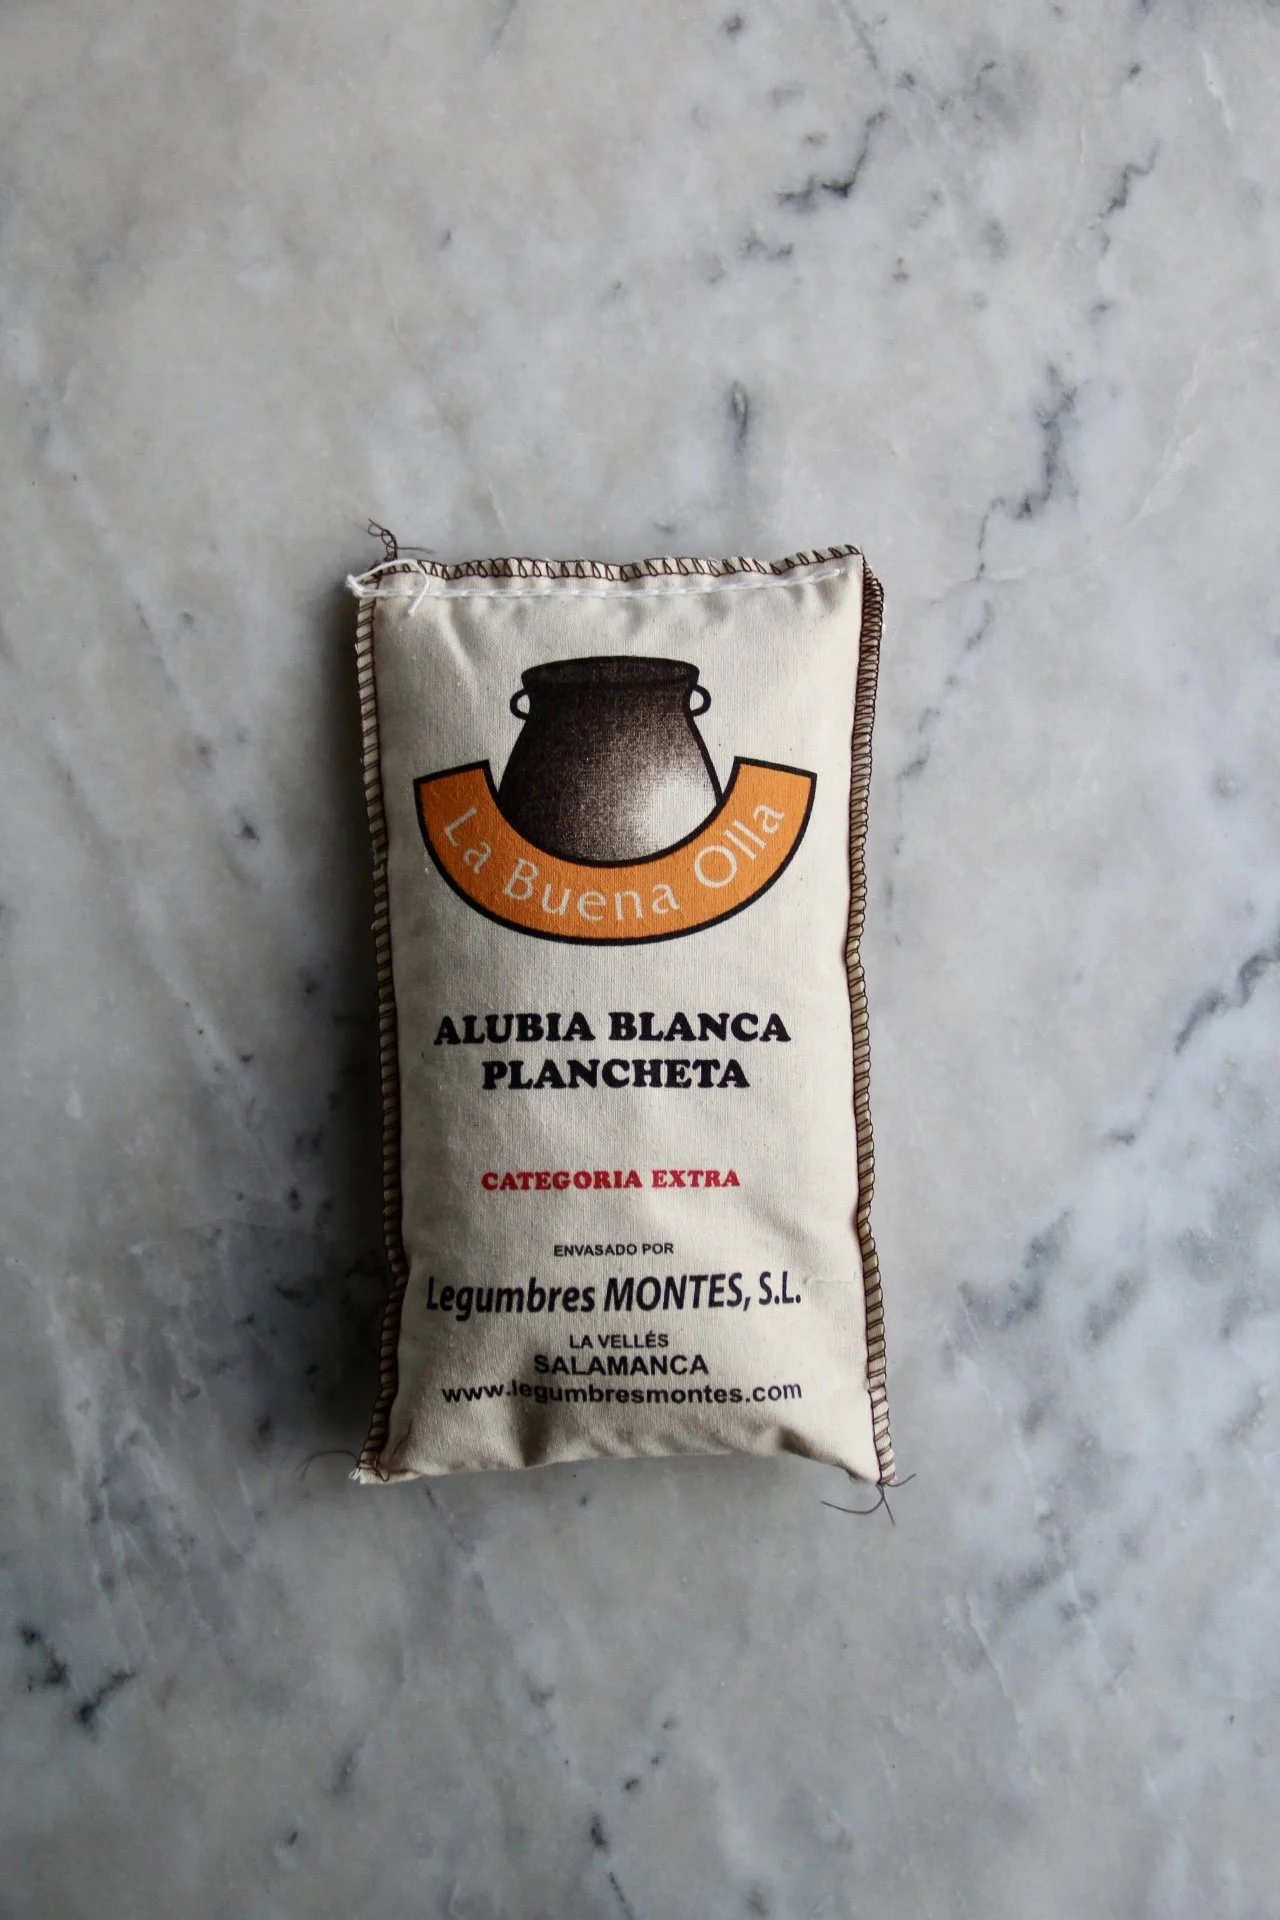 La Buena Olla
ALUBIA BLANCA
PLANCHETA
CATEGORIA EXTRA
ENVASADO POR
Legumbres MONTES, S.L.
LA VELLÉS
SALAMANCA
www.legumbresmontes.com